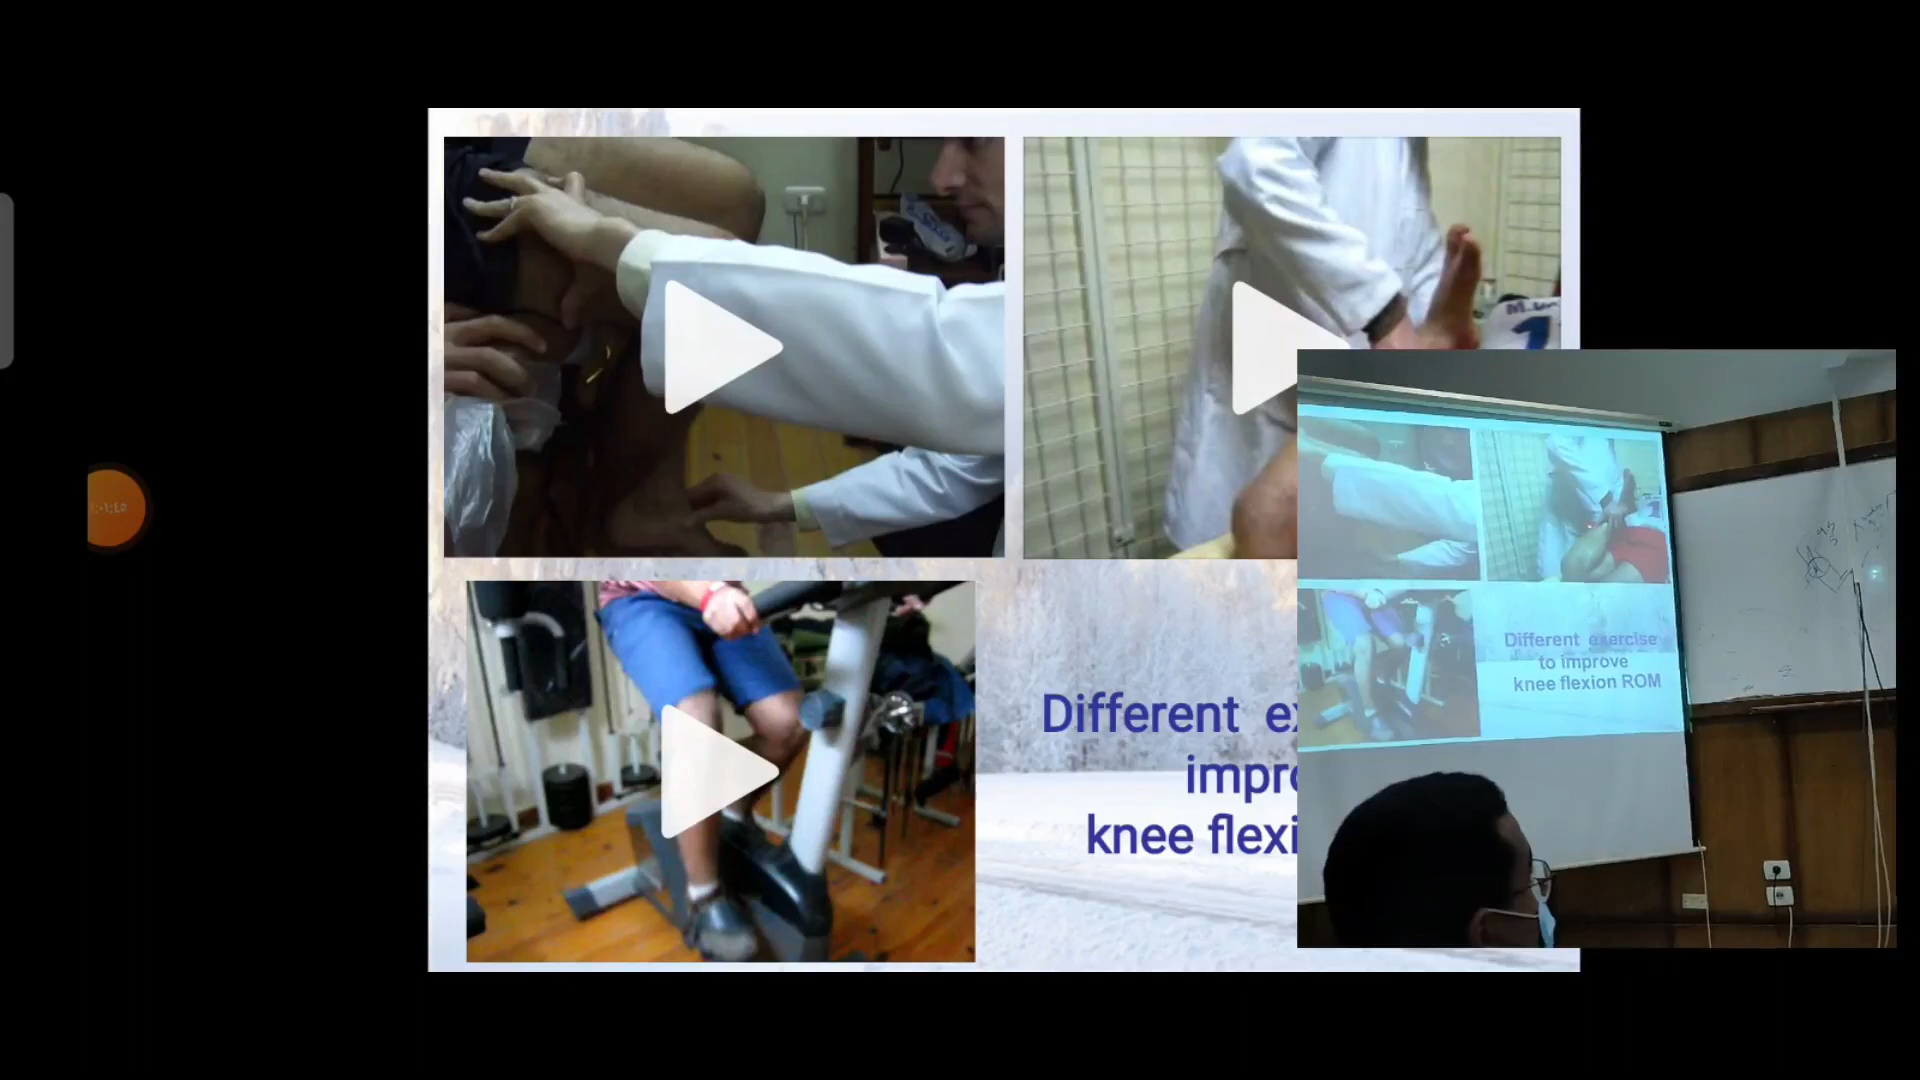 Different ex
impro
knee flexi
Different exercise
to improve
knee flexion ROM